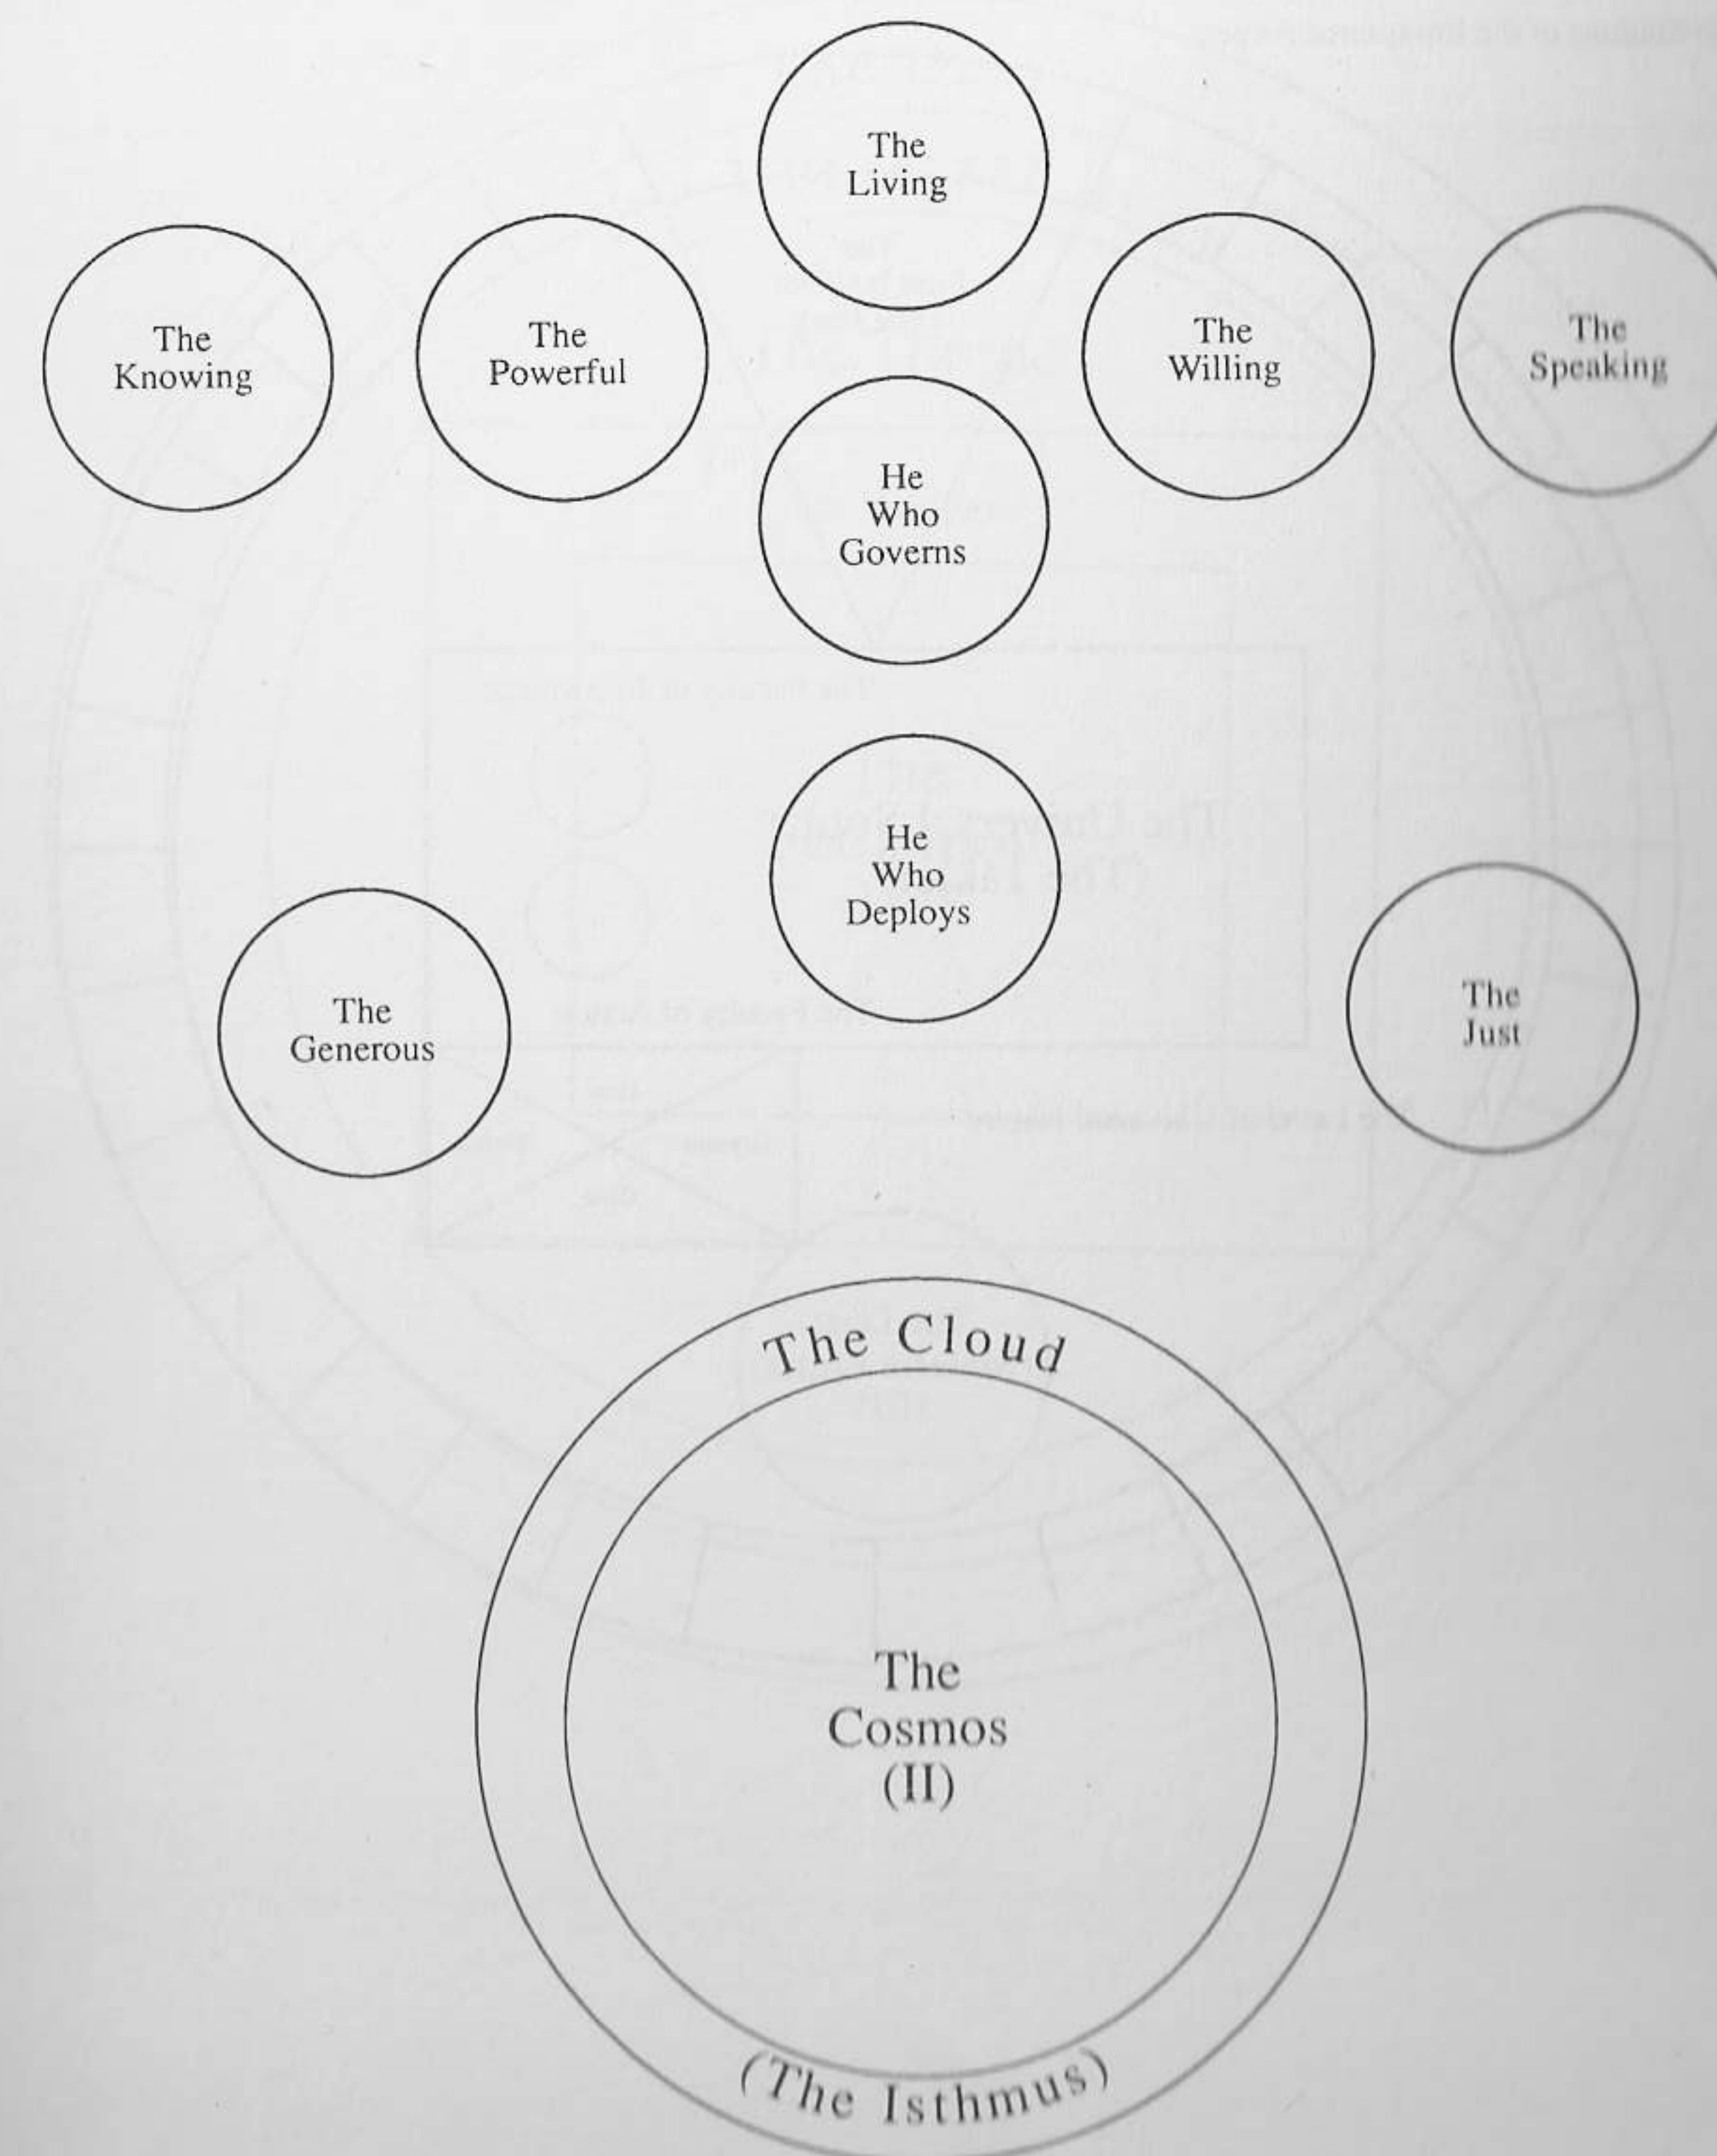 The
Living
The
Knowing
The
Powerful
The
Willing
The
Speaking
He
Who
Governs
He
Who
Deploys
The
Generous
The
Just
The Cloud
The
Cosmos
(II)
(The Isthmus)